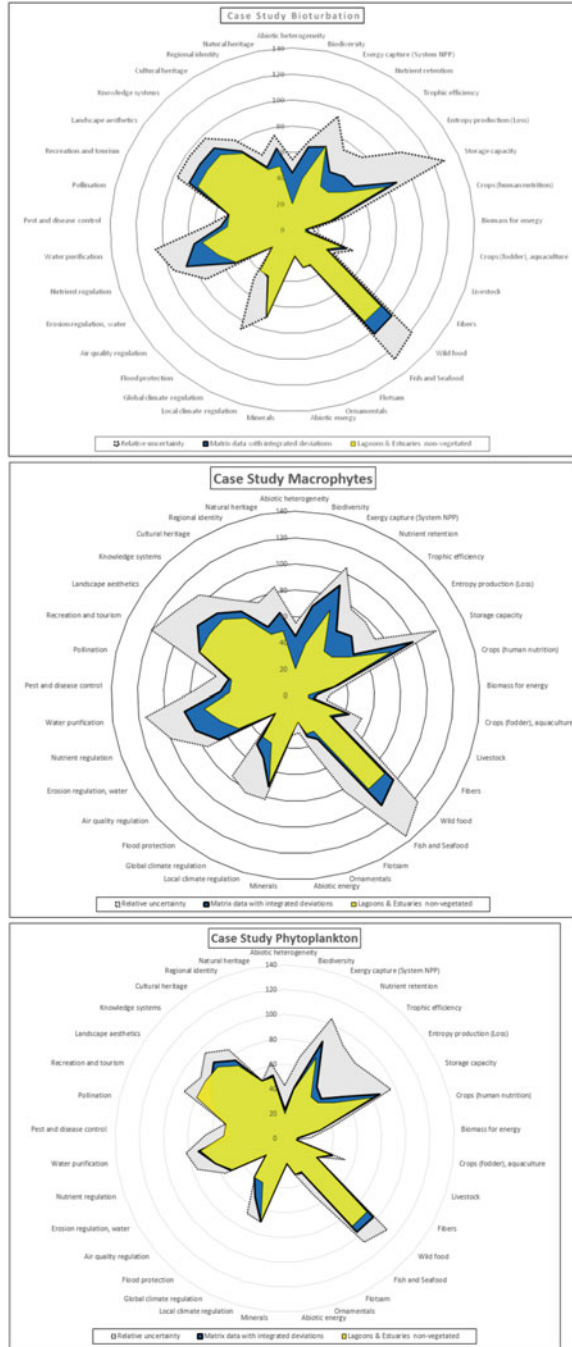 Case Study Bioturbation
Abiotic heterogeneity
Natural heritage
Biodiversity
Regional identity
Exergy capture (System NPP)
Cultural heritage
Nutrient retention
Knowledge systems
Trophic efficiency
Landscape aesthetics
Entropy production (Loss)
Recreation and tourism
Storage capacity
Pollination
Crops (human nutrition)
Pest and disease control
Biomass for energy
Water purification
Crops (fodder), aquaculture
Nutrient regulation
Livestock
Erosion regulation, water
Fibers
Air quality regulation
Wild food
Flood protection
Fish and Seafood
Global climate regulation
Flotsam
Local climate regulation
Ornamentals
Minerals
Abiotic energy
140
120
100
80
60
40
20
0
Relative uncertainty
Matrix data with integrated deviations
Lagoons & Estuaries non-vegetated
Case Study Macrophytes
Abiotic heterogeneity
Natural heritage
Biodiversity
Regional identity
Exergy capture (System NPP)
Cultural heritage
Nutrient retention
Knowledge systems
Trophic efficiency
Landscape aesthetics
Entropy production (Loss)
Recreation and tourism
Storage capacity
Pollination
Crops (human nutrition)
Pest and disease control
Biomass for energy
Water purification
Crops (fodder), aquaculture
Nutrient regulation
Livestock
Erosion regulation, water
Fibers
Air quality regulation
Wild food
Flood protection
Fish and Seafood
Global climate regulation
Flotsam
Local climate regulation
Ornamentals
Minerals
Abiotic energy
140
120
100
80
60
40
20
0
Relative uncertainty
Matrix data with integrated deviations
Lagoons & Estuaries non-vegetated
Case Study Phytoplankton
Abiotic heterogeneity
Natural heritage
Biodiversity
Regional identity
Exergy capture (System NPP)
Cultural heritage
Nutrient retention
Knowledge systems
Trophic efficiency
Landscape aesthetics
Entropy production (Loss)
Recreation and tourism
Storage capacity
Pollination
Crops (human nutrition)
Pest and disease control
Biomass for energy
Water purification
Crops (fodder), aquaculture
Nutrient regulation
Livestock
Erosion regulation, water
Fibers
Air quality regulation
Wild food
Flood protection
Fish and Seafood
Global climate regulation
Flotsam
Local climate regulation
Ornamentals
Minerals
Abiotic energy
140
120
100
80
60
40
20
0
Relative uncertainty
Matrix data with integrated deviations
Lagoons & Estuaries non-vegetated